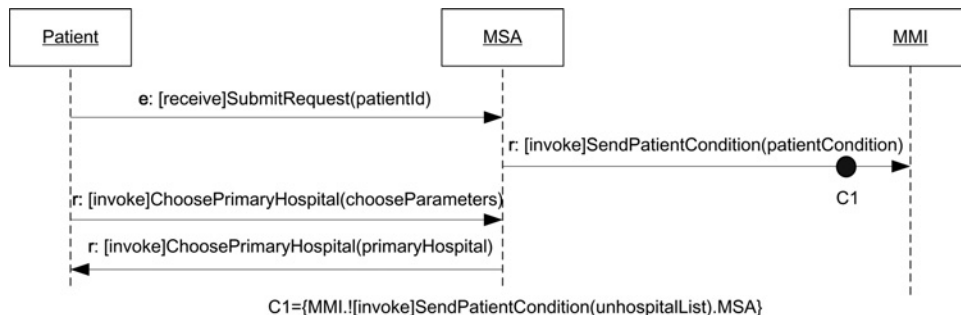 Patient
MSA
MMI
e: [receive]SubmitRequest(patientId)
r: [invoke]SendPatientCondition(patientCondition)
C1
r: [invoke]ChoosePrimaryHospital(chooseParameters)
r: [invoke]ChoosePrimaryHospital(primaryHospital)
C1={MMI.![invoke]SendPatientCondition(unhospitalList).MSA}